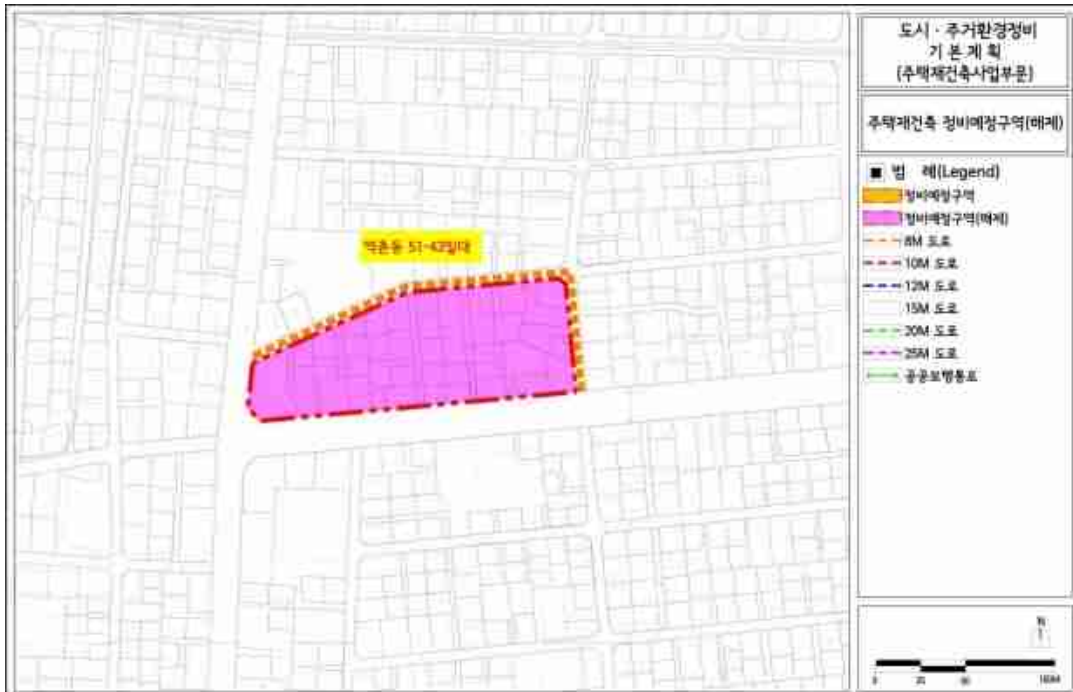 도시 · 주거환경정비
기 본 계 획
(주택재건축사업부문)
주택재건축 정비예정구역(해제)
■ 범 례(Legend)
정비예정구역
정비예정구역(해제)
8M 도로
10M 도로
12M 도로
15M 도로
20M 도로
25M 도로
공공보행통로
역촌동 51-43일대
N
0